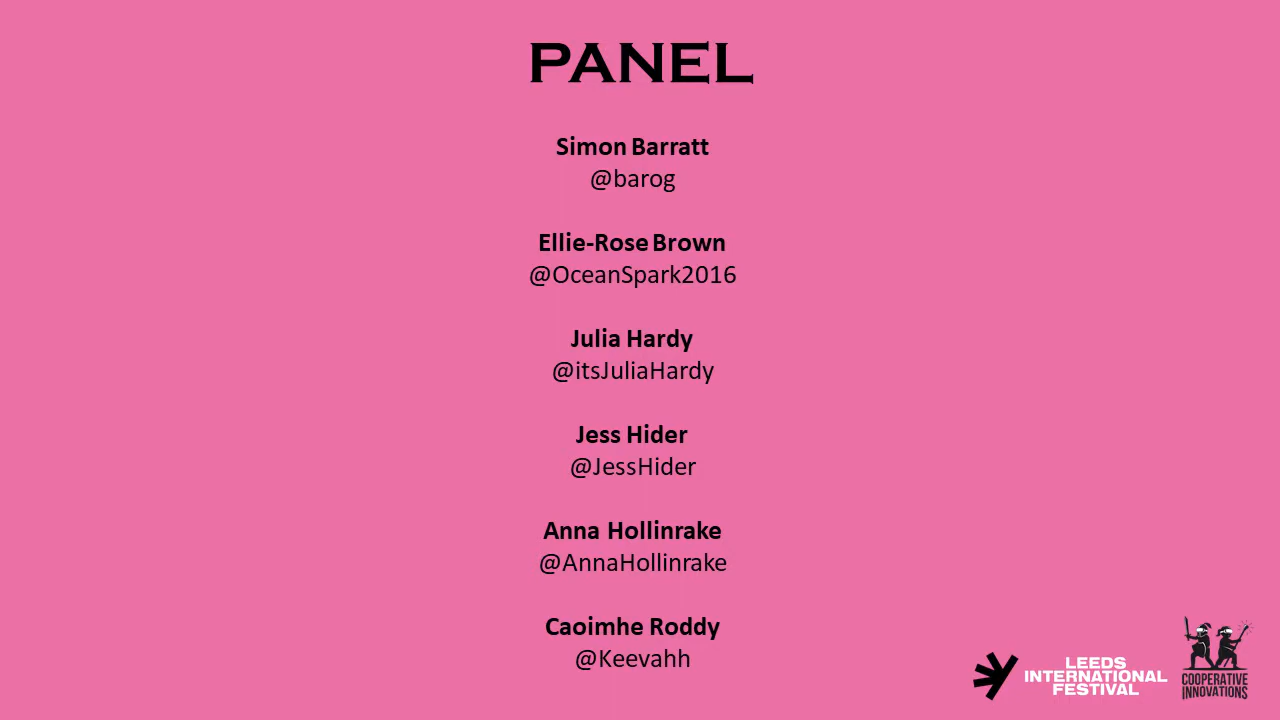 PANEL
Simon Barratt
@barog
Ellie-Rose Brown
@OceanSpark2016
Julia Hardy
@itsJuliaHardy
Jess Hider
@JessHider
Anna Hollinrake
@AnnaHollinrake
Caoimhe Roddy
@Keevahh
LEEDS
INTERNATIONAL
FESTIVAL
COOPERATIVE
INNOVATIONS